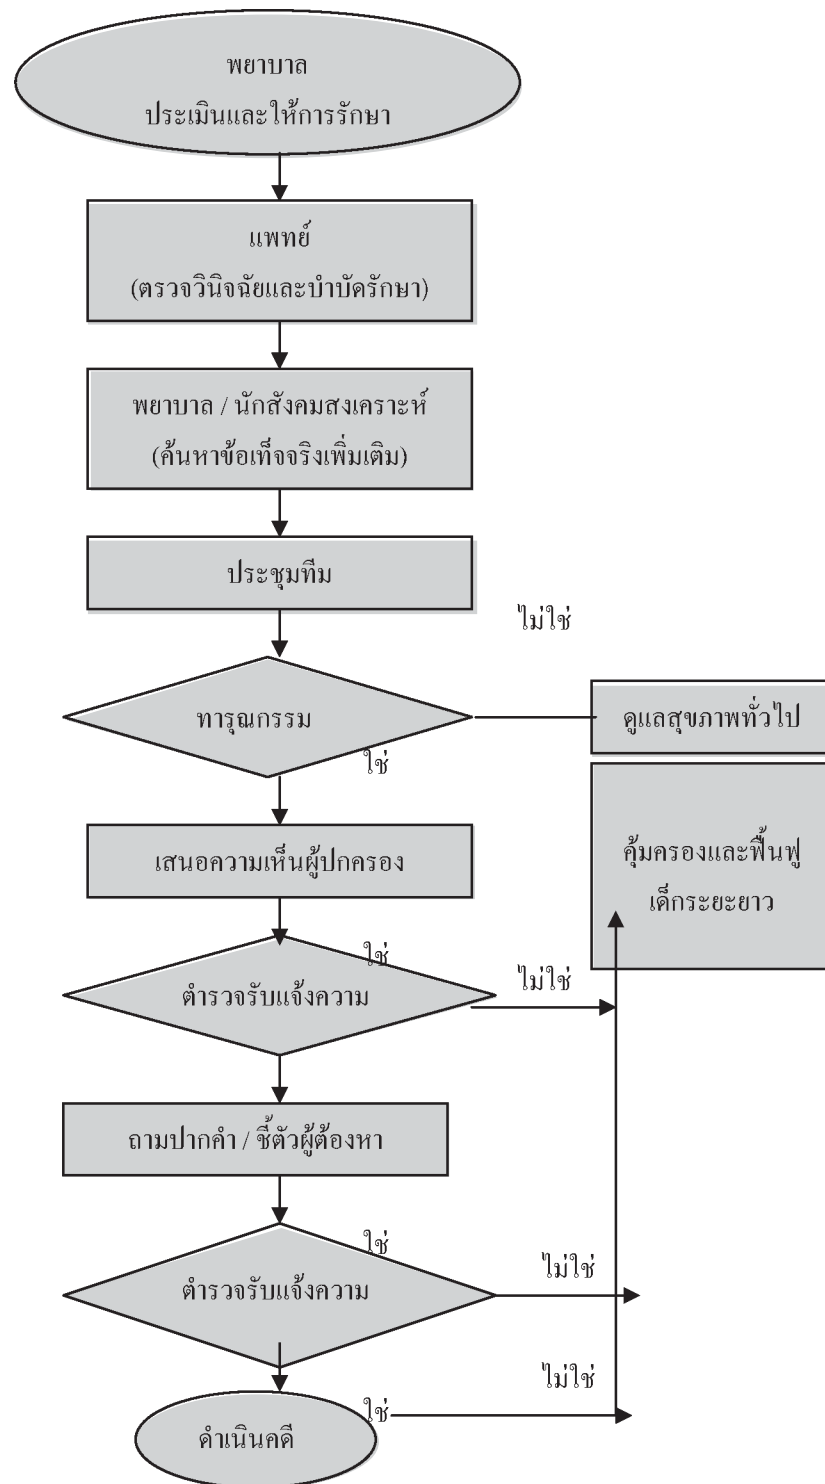 พยาบาล
ประเมินและให้การรักษา
แพทย์
(ตรวจวินิจฉัยและบำบัดรักษา)
พยาบาล / นักสังคมสงเคราะห์
(ค้นหาข้อเท็จจริงเพิ่มเติม)
ประชุมทีม
ไม่ใช่
ทารุณกรรม
ดูแลสุขภาพทั่วไป
ใช่
เสนอความเห็นผู้ปกครอง
คุ้มครองและฟื้นฟู
เด็กระยะยาว
ใช่
ตำรวจรับแจ้งความ
ไม่ใช่
ถามปากคำ / ชี้ตัวผู้ต้องหา
ใช่
ตำรวจรับแจ้งความ
ไม่ใช่
ไม่ใช่
ใช่
ดำเนินคดี